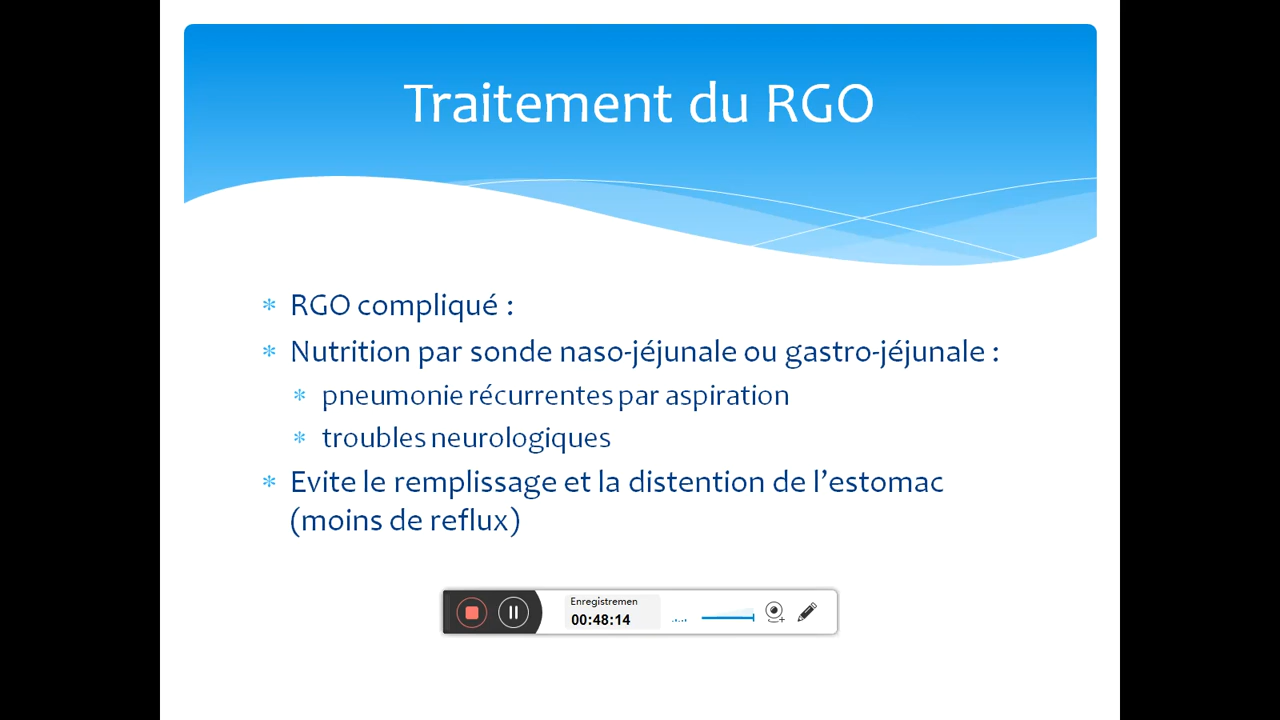 Traitement du RGO
* RGO compliqué :
* Nutrition par sonde naso-jéjunale ou gastro-jéjunale :
* pneumonie récurrentes par aspiration
* troubles neurologiques
* Evite le remplissage et la distention de l’estomac
(moins de reflux)
Enregistremen
00:48:14